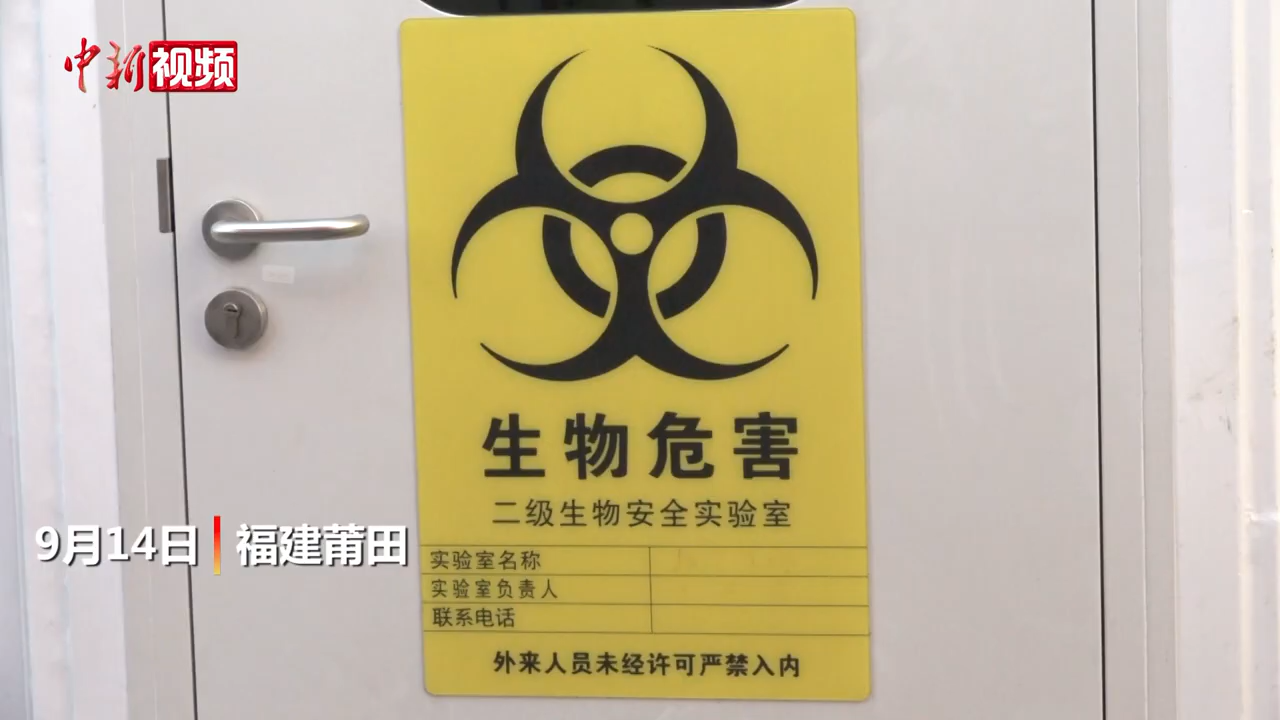 中新视频
生物危害
二级生物安全实验室
9月14日 福建莆田
实验室名称
实验室负责人
联系电话
外来人员未经许可严禁入内